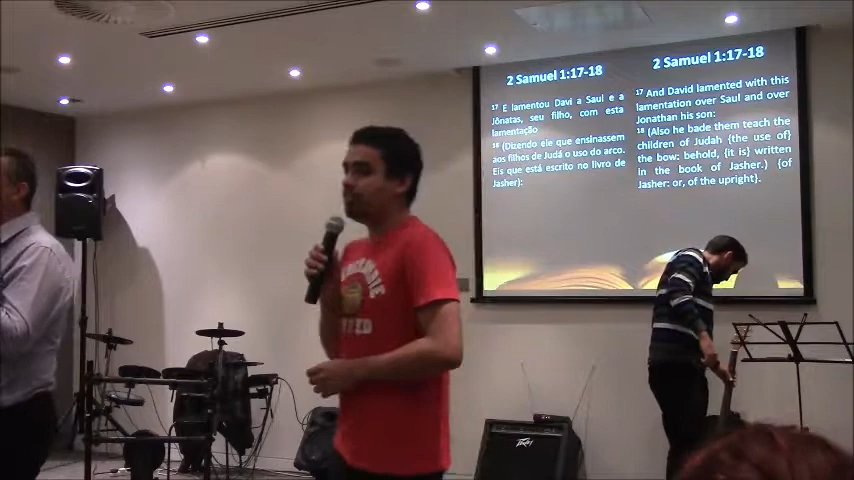 2 Samuel 1:17-18
17 E lamentou Davi a Saul e a
Jônatas, seu filho, com esta
lamentação
18 (Dizendo ele que ensinassem
aos filhos de Judá o uso do arco.
Eis que está escrito no livro de
Jasher):
2 Samuel 1:17-18
17 And David lamented with this
lamentation over Saul and over
Jonathan his son:
18 (Also he bade them teach the
children of Judah {the use of}
the bow: behold, {it is} written
in the book of Jasher.) {of
Jasher: or, of the upright}.
PEAVEY